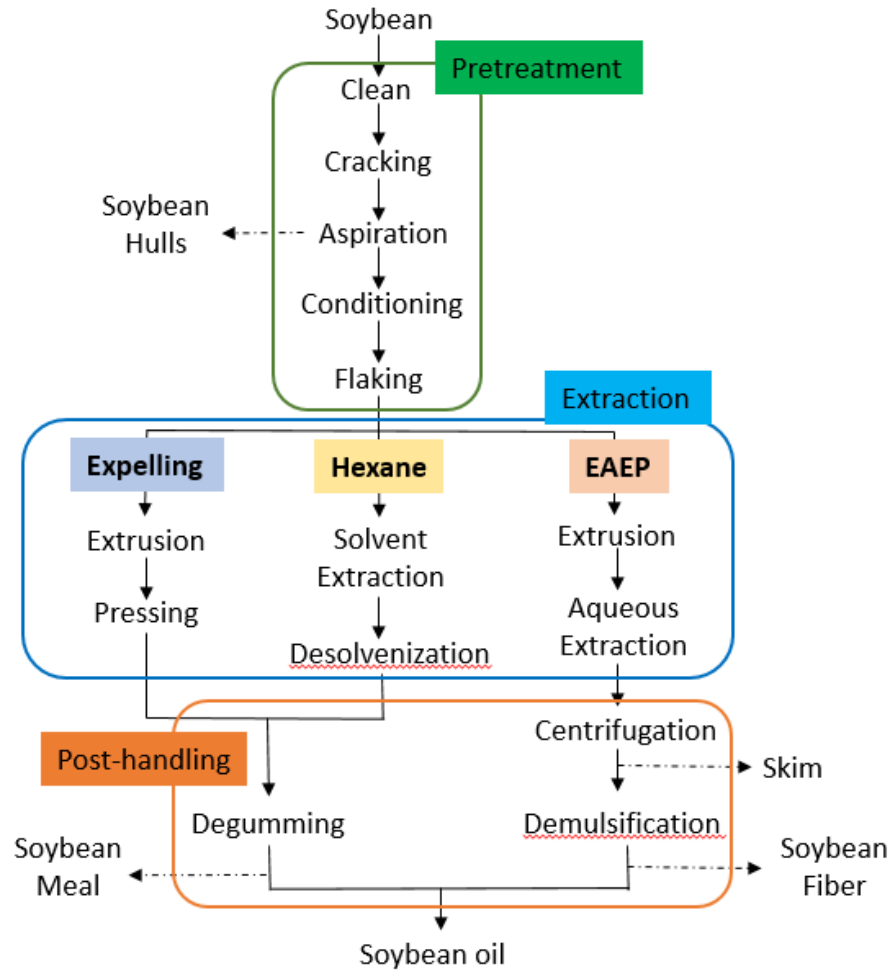 Soybean
Pretreatment
Clean
Cracking
Soybean
Hulls
Aspiration
Conditioning
Flaking
Extraction
Expelling
Hexane
EAEP
Extrusion
Solvent
Extraction
Extrusion
Pressing
Aqueous
Extraction
Desolvenization
Centrifugation
Post-handling
Skim
Degumming
Demulsification
Soybean
Meal
Soybean
Fiber
Soybean oil